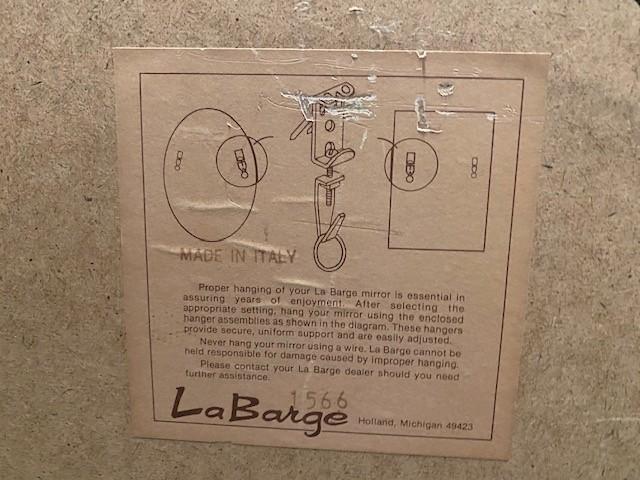 MADE IN ITALY
Proper hanging of your La Barge mirror is essential in
assuring years of enjoyment. After selecting the
appropriate setting, hang your mirror using the enclosed
hanger assemblies as shown in the diagram. These hangers
provide secure, uniform support and are easily adjusted.
Never hang your mirror using a wire. La Barge cannot be
held responsible for damage caused by improper hanging.
Please contact your La Barge dealer should you need
further assistance.
1566
LaBarge Holland, Michigan 49423